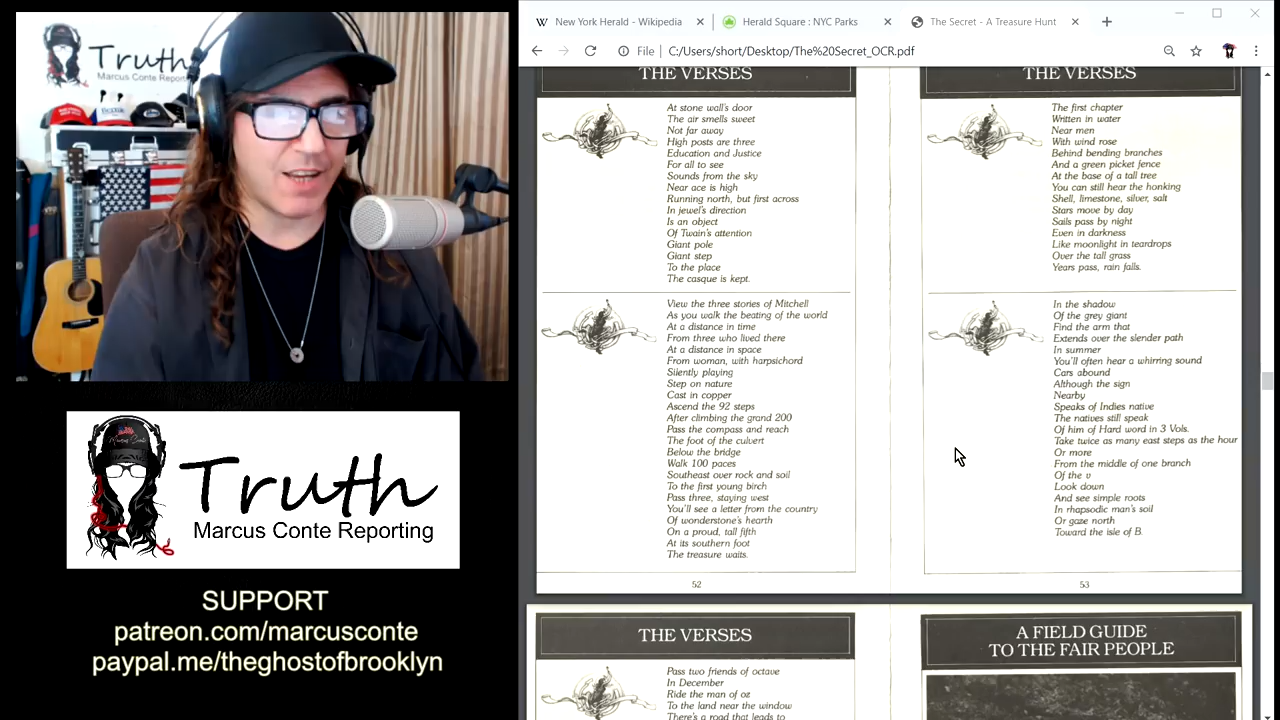 Truth
Marcus Conte Report
Truth
Marcus Conte Reporting
SUPPORT
patreon.com/marcusconte
paypal.me/theghostofbrooklyn
New York Herald - Wikipedia
Herald Square : NYC Parks
The Secret - A Treasure Hunt
File
C:/Users/short/Desktop/The%20Secret_OCR.pdf
THE VERSES
At stone wall's door
The air smells sweet
Not far away
High posts are three
Education and Justice
For all to see
Sounds from the sky
Near ace is high
Running north, but first across
In jewel's direction
Is an object
Of Twain's attention
Giant pole
Giant step
To the place
The casque is kept.
View the three stories of Mitchell
As you walk the beating of the world
At a distance in time
From three who lived there
At a distance in space
From woman, with harpsichord
Silently playing
Step on nature
Cast in copper
Ascend the 92 steps
After climbing the grand 200
Pass the compass and reach
The foot of the culvert
Below the bridge
Walk 100 paces
Southeast over rock and soil
To the first young birch
Pass three, staying west
You'll see a letter from the country
Of wonderstone's hearth
On a proud, tall fifth
At its southern foot
The treasure waits.
52
THE VERSES
The first chapter
Written in water
Near men
With wind rose
Behind bending branches
And a green picket fence
At the base of a tall tree
You can still hear the honking
Shell, limestone, silver, salt
Stars move by day
Sails pass by night
Even in darkness
Like moonlight in teardrops
Over the tall grass
Years pass, rain falls.
In the shadow
Of the grey giant
Find the arm that
Extends over the slender path
In summer
You'll often hear a whirring sound
Cars abound
Although the sign
Nearby
Speaks of Indies native
The natives still speak
Of him of Hard word in 3 Vols.
Take twice as many east steps as the hour
Or more
From the middle of one branch
Of the v
Look down
And see simple roots
In rhapsodic man's soil
Or gaze north
Toward the isle of B.
53
THE VERSES
Pass two friends of octave
In December
Ride the man of oz
To the land near the window
There's a road that leads to
A FIELD GUIDE
TO THE FAIR PEOPLE